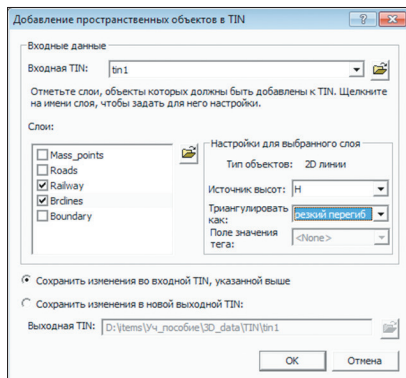 Добавление пространственных объектов в TIN
Входные данные
Входная TIN: tin1
Отметьте слои, объекты которых должны быть добавлены к TIN. Щелкните
на имени слоя, чтобы задать для него настройки.
Слои:
Mass_points
Roads
Railway
Brclines
Boundary
Настройки для выбранного слоя
Тип объектов: 2D линии
Источник высот: H
Триангулировать
как: резкий перегиб
Поле значения
тега: <None>
Сохранить изменения во входной TIN, указанной выше
Сохранить изменения в новой выходной TIN:
Выходная TIN: D:\Items\Уч_пособие\3D_data\TIN\tin1
OK Отмена